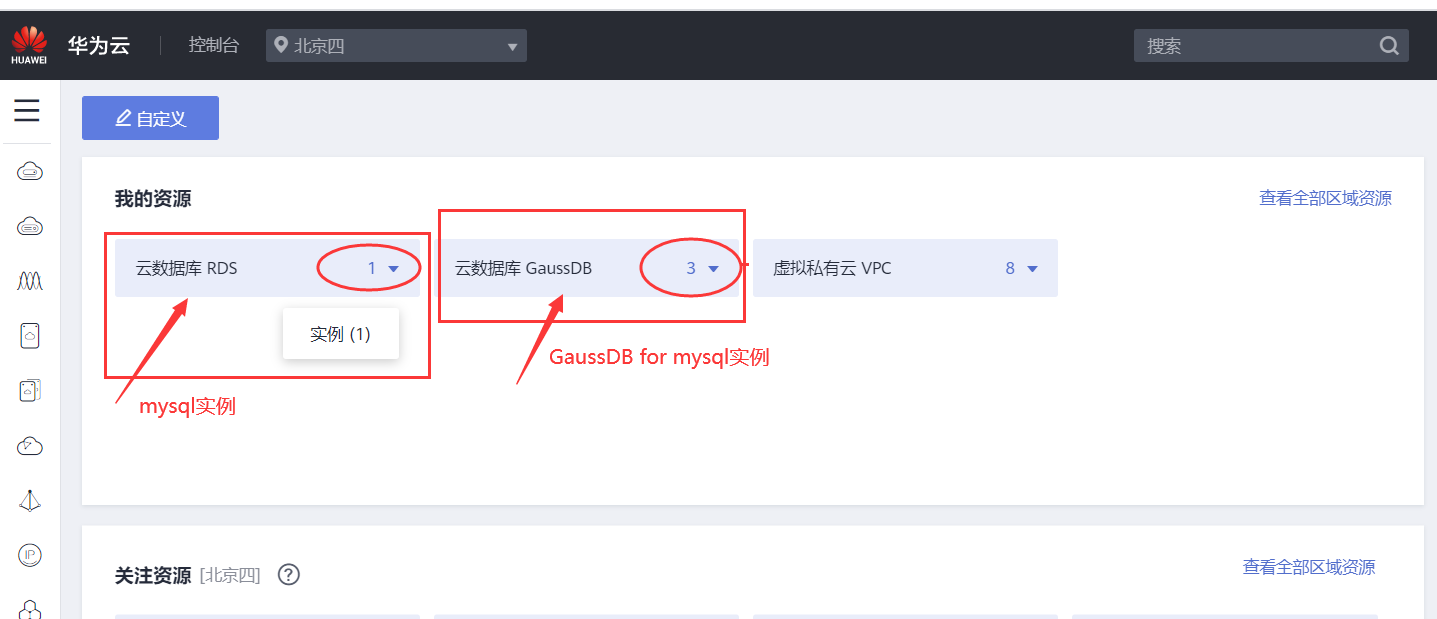 HUAWEI 华为云 控制台 北京四 搜索
自定义
我的资源 查看全部区域资源
云数据库 RDS 1 云数据库 GaussDB 3 虚拟私有云 VPC 8
实例 (1)
GaussDB for mysql实例
mysql实例
IP
关注资源 [北京四] ? 查看全部区域资源